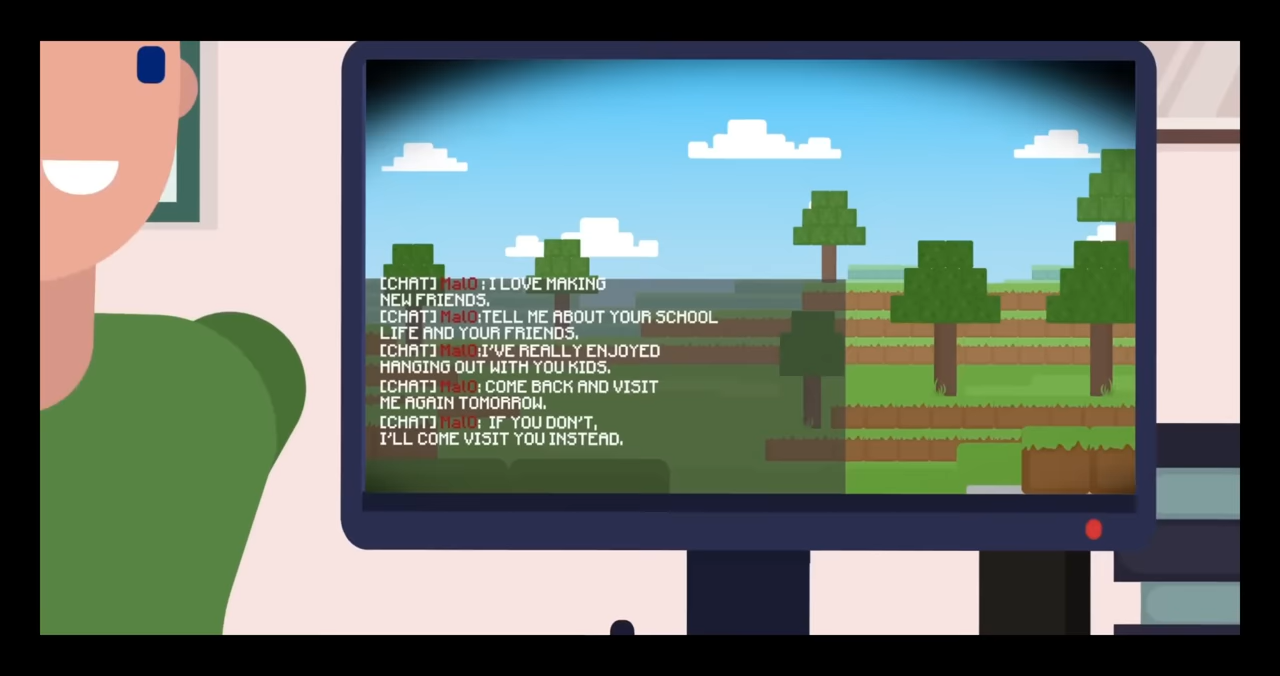 [CHAT] MalO : I LOVE MAKING
NEW FRIENDS.
[CHAT] MalO:TELL ME ABOUT YOUR SCHOOL
LIFE AND YOUR FRIENDS.
[CHAT] MalO:I'VE REALLY ENJOYED
HANGING OUT WITH YOU KIDS.
[CHAT] MalO: COME BACK AND VISIT
ME AGAIN TOMORROW.
[CHAT] MalO: IF YOU DON'T,
I'LL COME VISIT YOU INSTEAD.